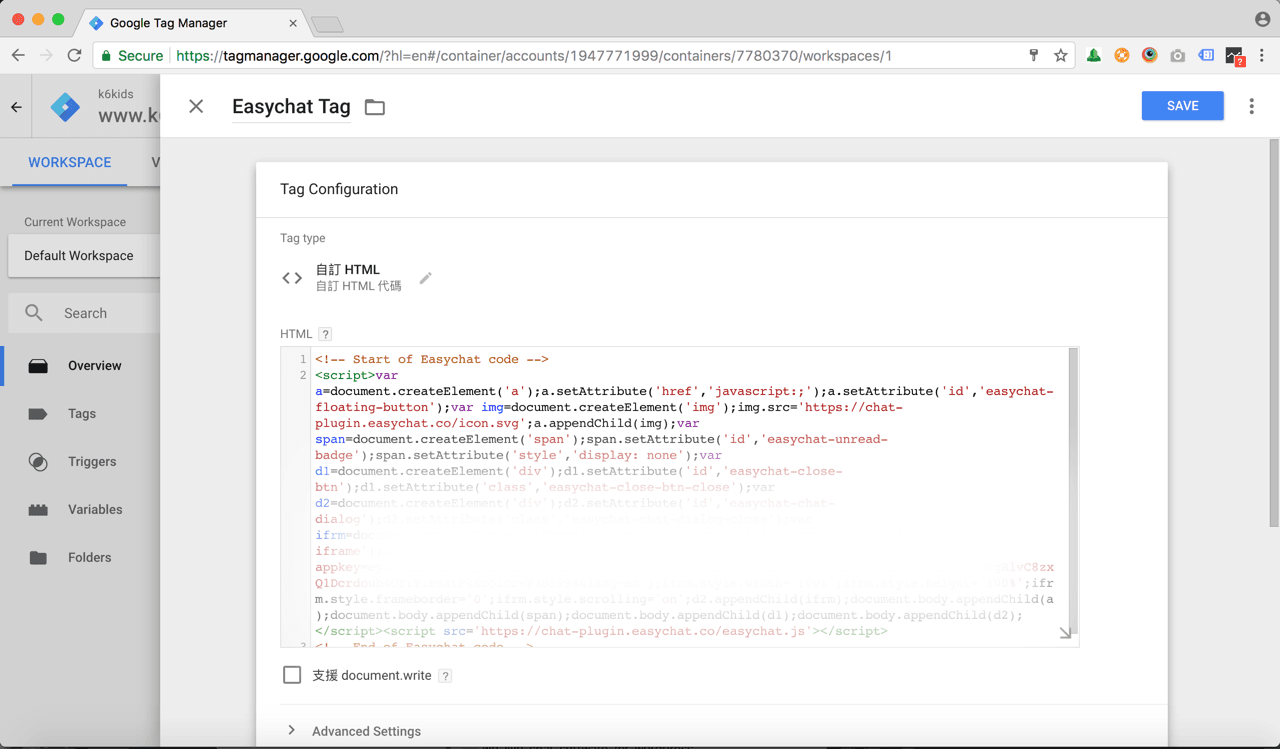 Google Tag Manager
Secure
https://tagmanager.google.com/?hl=en#/container/accounts/1947771999/containers/7780370/workspaces/1
k6kids
www.k6
Easychat Tag
SAVE
WORKSPACE
V
Current Workspace
Default Workspace
Search
Overview
Tags
Triggers
Variables
Folders
Tag Configuration
Tag type
自訂 HTML
自訂 HTML 代碼
HTML ?
1 <!-- Start of Easychat code -->
2 <script>var
a=document.createElement('a');a.setAttribute('href','javascript:;');a.setAttribute('id','easychat-
floating-button');var img=document.createElement('img');img.src='https://chat-
plugin.easychat.co/icon.svg';a.appendChild(img);var
span=document.createElement('span');span.setAttribute('id','easychat-unread-
badge');span.setAttribute('style','display: none');var
d1=document.createElement('div');d1.setAttribute('id','easychat-close-
btn');d1.setAttribute('class','easychat-close-btn-close');var
d2=document.createElement('div');d2.setAttribute('id','easychat-chat-
dialog'
ifrm=doc
iframe'
appkey=
vC8zx
Q1Dcrdou
;ifr
m.style.frameborder='0';ifrm.style.scrolling='on';d2.appendChild(ifrm);document.body.appendChild(a
);document.body.appendChild(span);document.body.appendChild(d1);document.body.appendChild(d2);
</script><script src='https://chat-plugin.easychat.co/easychat.js'></script>
3 <!-- End of Easychat code -->
支援 document.write ?
Advanced Settings